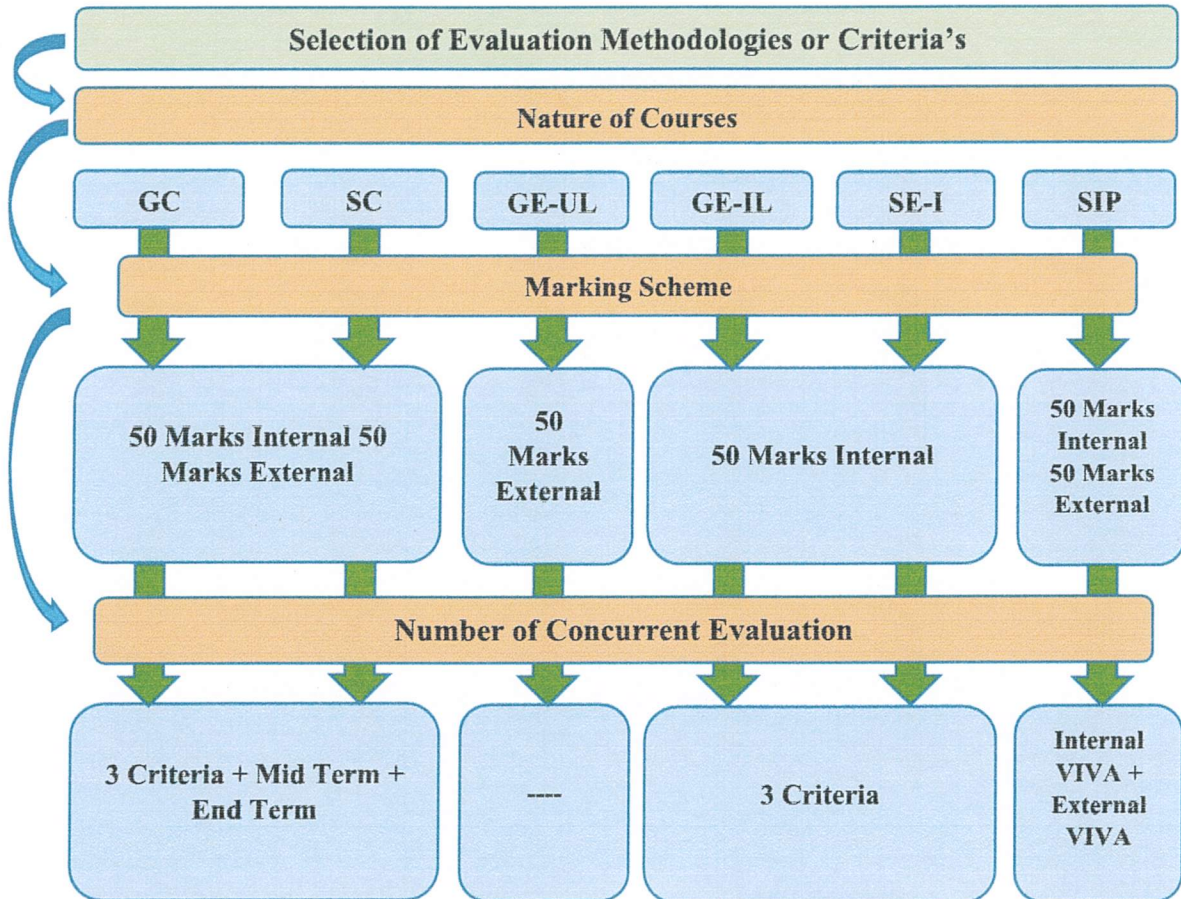 Selection of Evaluation Methodologies or Criteria's
Nature of Courses
GC
SC
GE-UL
GE-IL
SE-I
SIP
Marking Scheme
50 Marks Internal 50
Marks External
50
Marks
External
50 Marks Internal
50 Marks
Internal
50 Marks
External
Number of Concurrent Evaluation
3 Criteria + Mid Term +
End Term
----
3 Criteria
Internal
VIVA +
External
VIVA